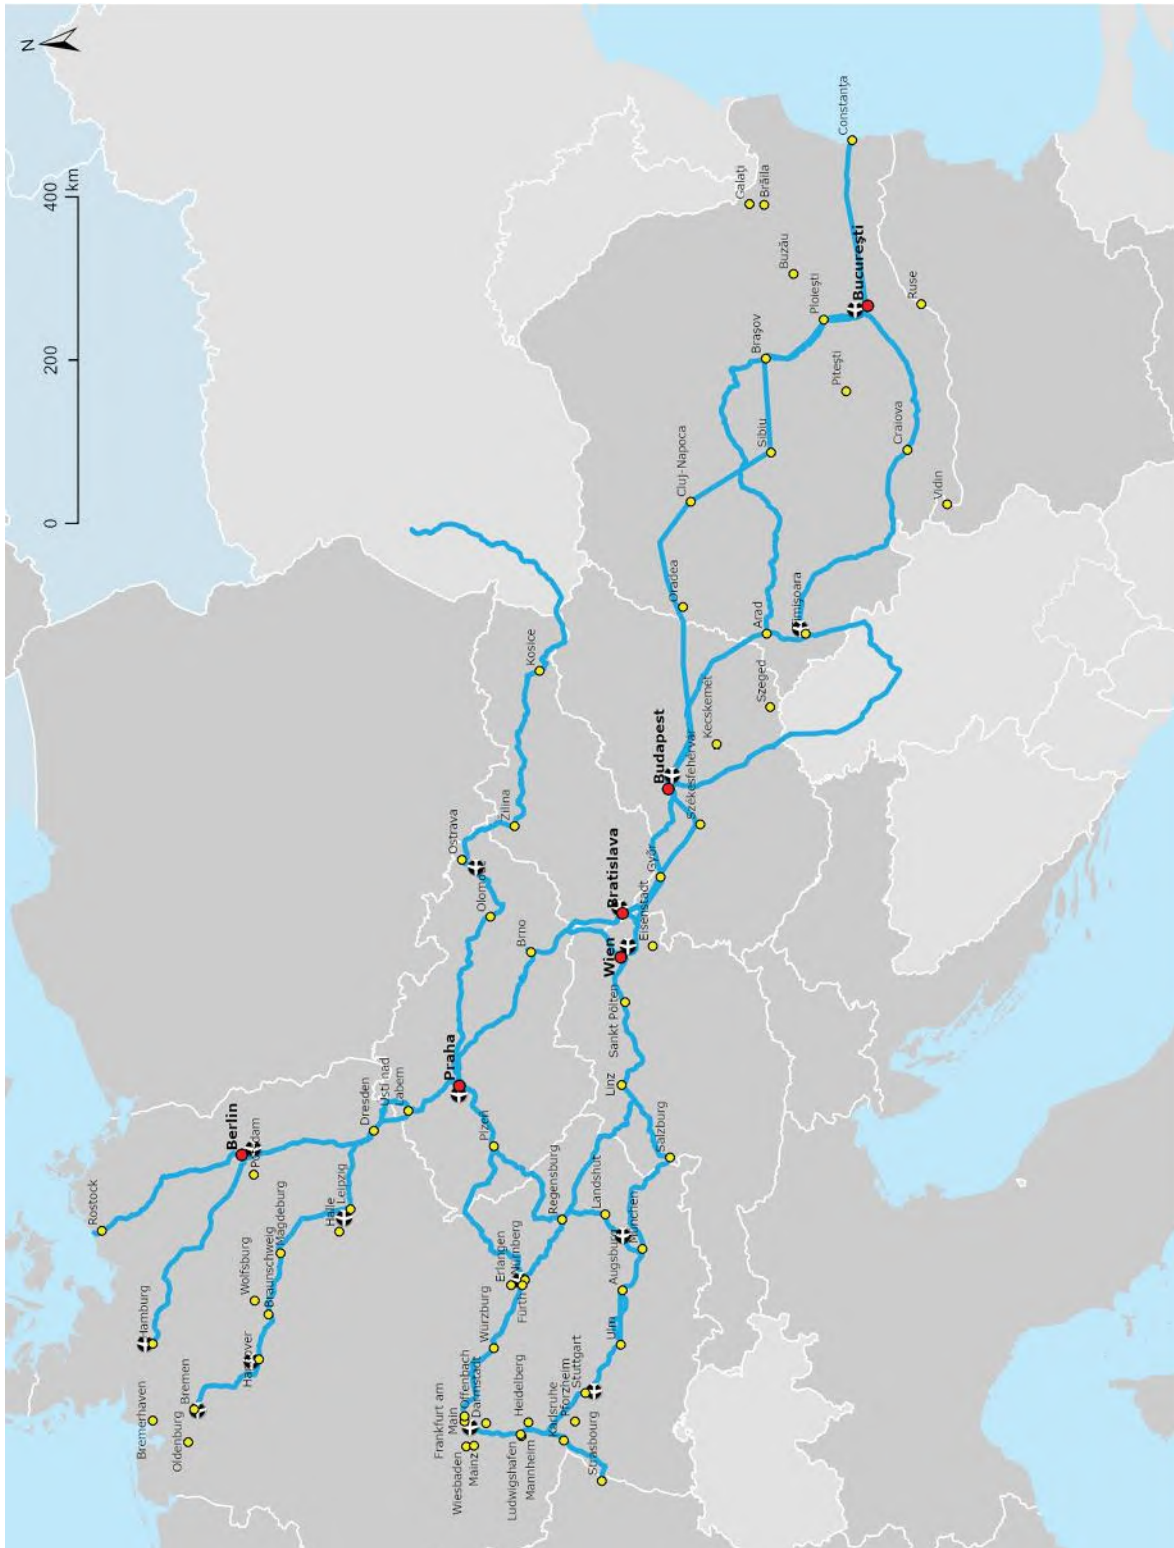 N
0
200
400
km
Rostock
Hamburg
Bremerhaven
Oldenburg
Bremen
Berlin
Wolfsburg
Hannover
Braunschweig
Magdeburg
Halle
Leipzig
Dresden
Ústí nad
Labem
Praha
Plzen
Ostrava
Olomouc
Žilina
Kosice
Brno
Frankfurt am
Main
Offenbach
Darmstadt
Wiesbaden
Mainz
Ludwigshafen
Mannheim
Heidelberg
Würzburg
Erlangen
Nürnberg
Fürth
Regensburg
Karlsruhe
Pforzheim
Stuttgart
Strasbourg
Ulm
Augsburg
München
Landshut
Salzburg
Linz
Sankt Pölten
Wien
Bratislava
Eisenstadt
Győr
Budapest
Székesfehérvár
Kecskemét
Szeged
Oradea
Cluj-Napoca
Arad
Timișoara
Sibiu
Brașov
Ploiești
Pitești
Buzău
Galați
Brăila
București
Constanța
Craiova
Vidin
Ruse